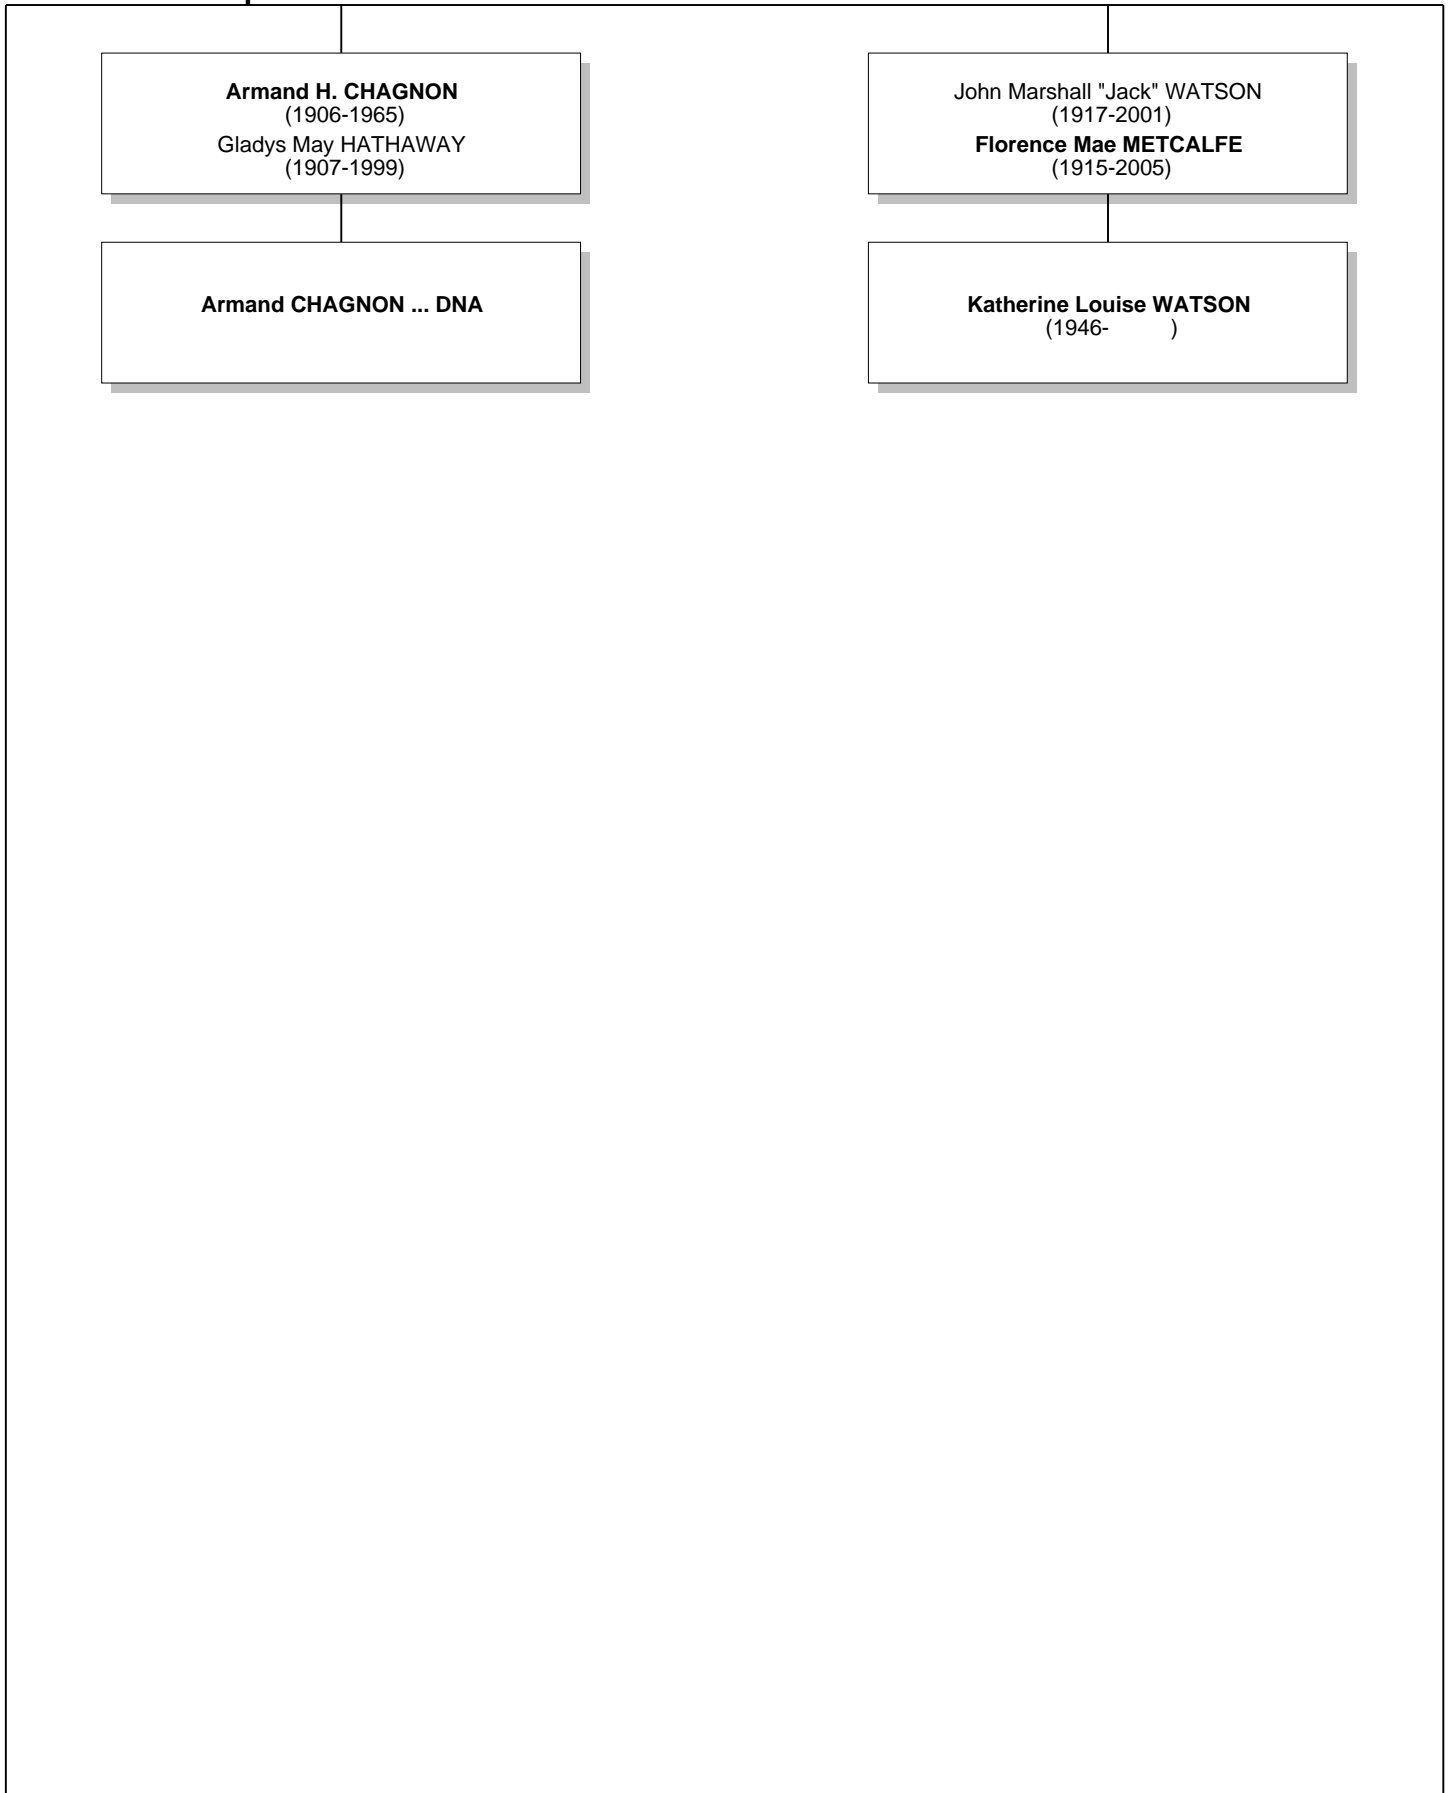 Armand H. CHAGNON
(1906-1965)
Gladys May HATHAWAY
(1907-1999)
John Marshall "Jack" WATSON
(1917-2001)
Florence Mae METCALFE
(1915-2005)
Armand CHAGNON ... DNA
Katherine Louise WATSON
(1946- )